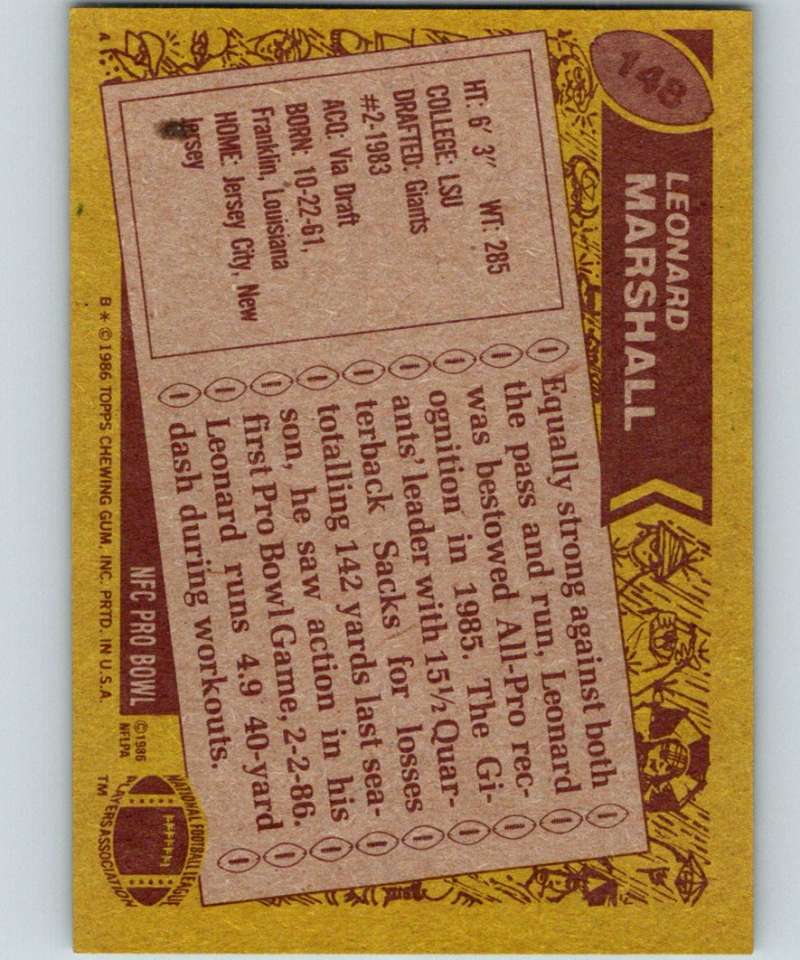 148
LEONARD
MARSHALL
HT: 6′ 3″ WT: 285
COLLEGE: LSU
DRAFTED: Giants
#2-1983
ACQ: Via Draft
BORN: 10-22-61,
Franklin, Louisiana
HOME: Jersey City, New
Jersey
Equally strong against both
the pass and run, Leonard
was bestowed All-Pro rec-
ognition in 1985. The Gi-
ants' leader with 15½ Quar-
terback Sacks for losses
totalling 142 yards last sea-
son, he saw action in his
first Pro Bowl Game, 2-2-86.
Leonard runs 4.9 40-yard
dash during workouts.
NFC PRO BOWL
B * © 1986 TOPPS CHEWING GUM, INC. PRTD. IN U.S.A.
© 1986
NFLPA
NATIONAL FOOTBALL LEAGUE
PLAYERS ASSOCIATION
TM